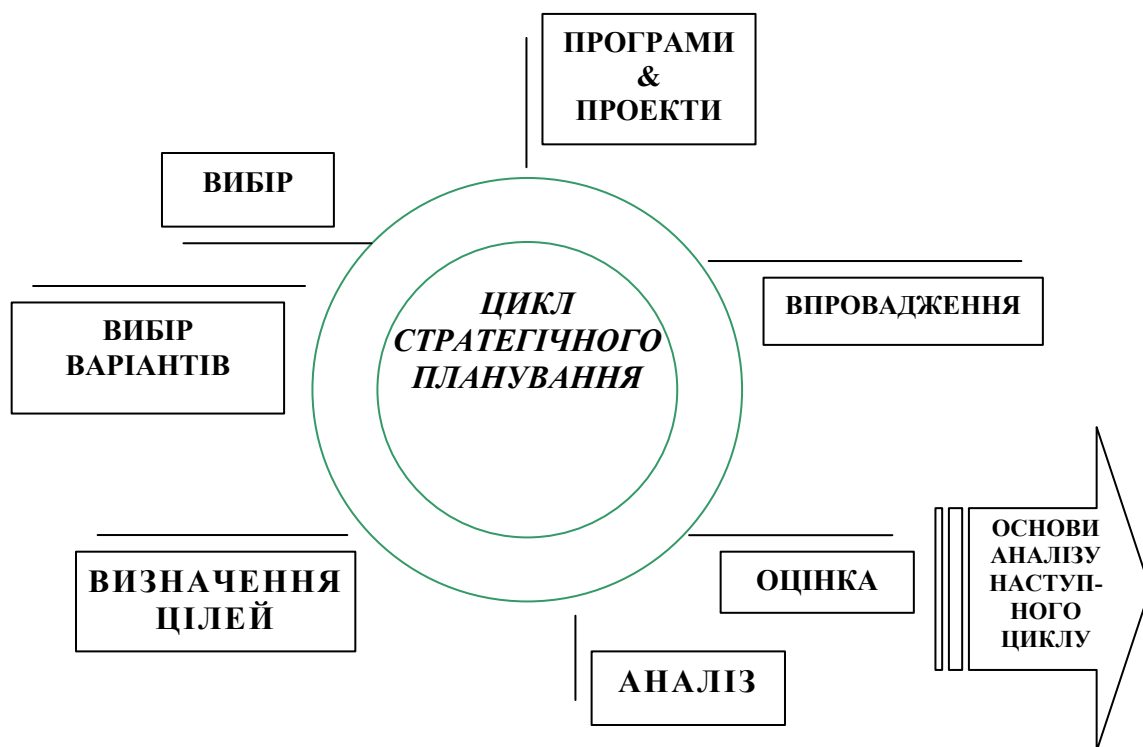 ПРОГРАМИ
&
ПРОЕКТИ
ВИБІР
ВИБІР
ВАРІАНТІВ
ЦИКЛ
СТРАТЕГІЧНОГО
ПЛАНУВАННЯ
ВПРОВАДЖЕННЯ
ВИЗНАЧЕННЯ
ЦІЛЕЙ
ОЦІНКА
ОСНОВИ
АНАЛІЗУ
НАСТУП-
НОГО
ЦИКЛУ
АНАЛІЗ